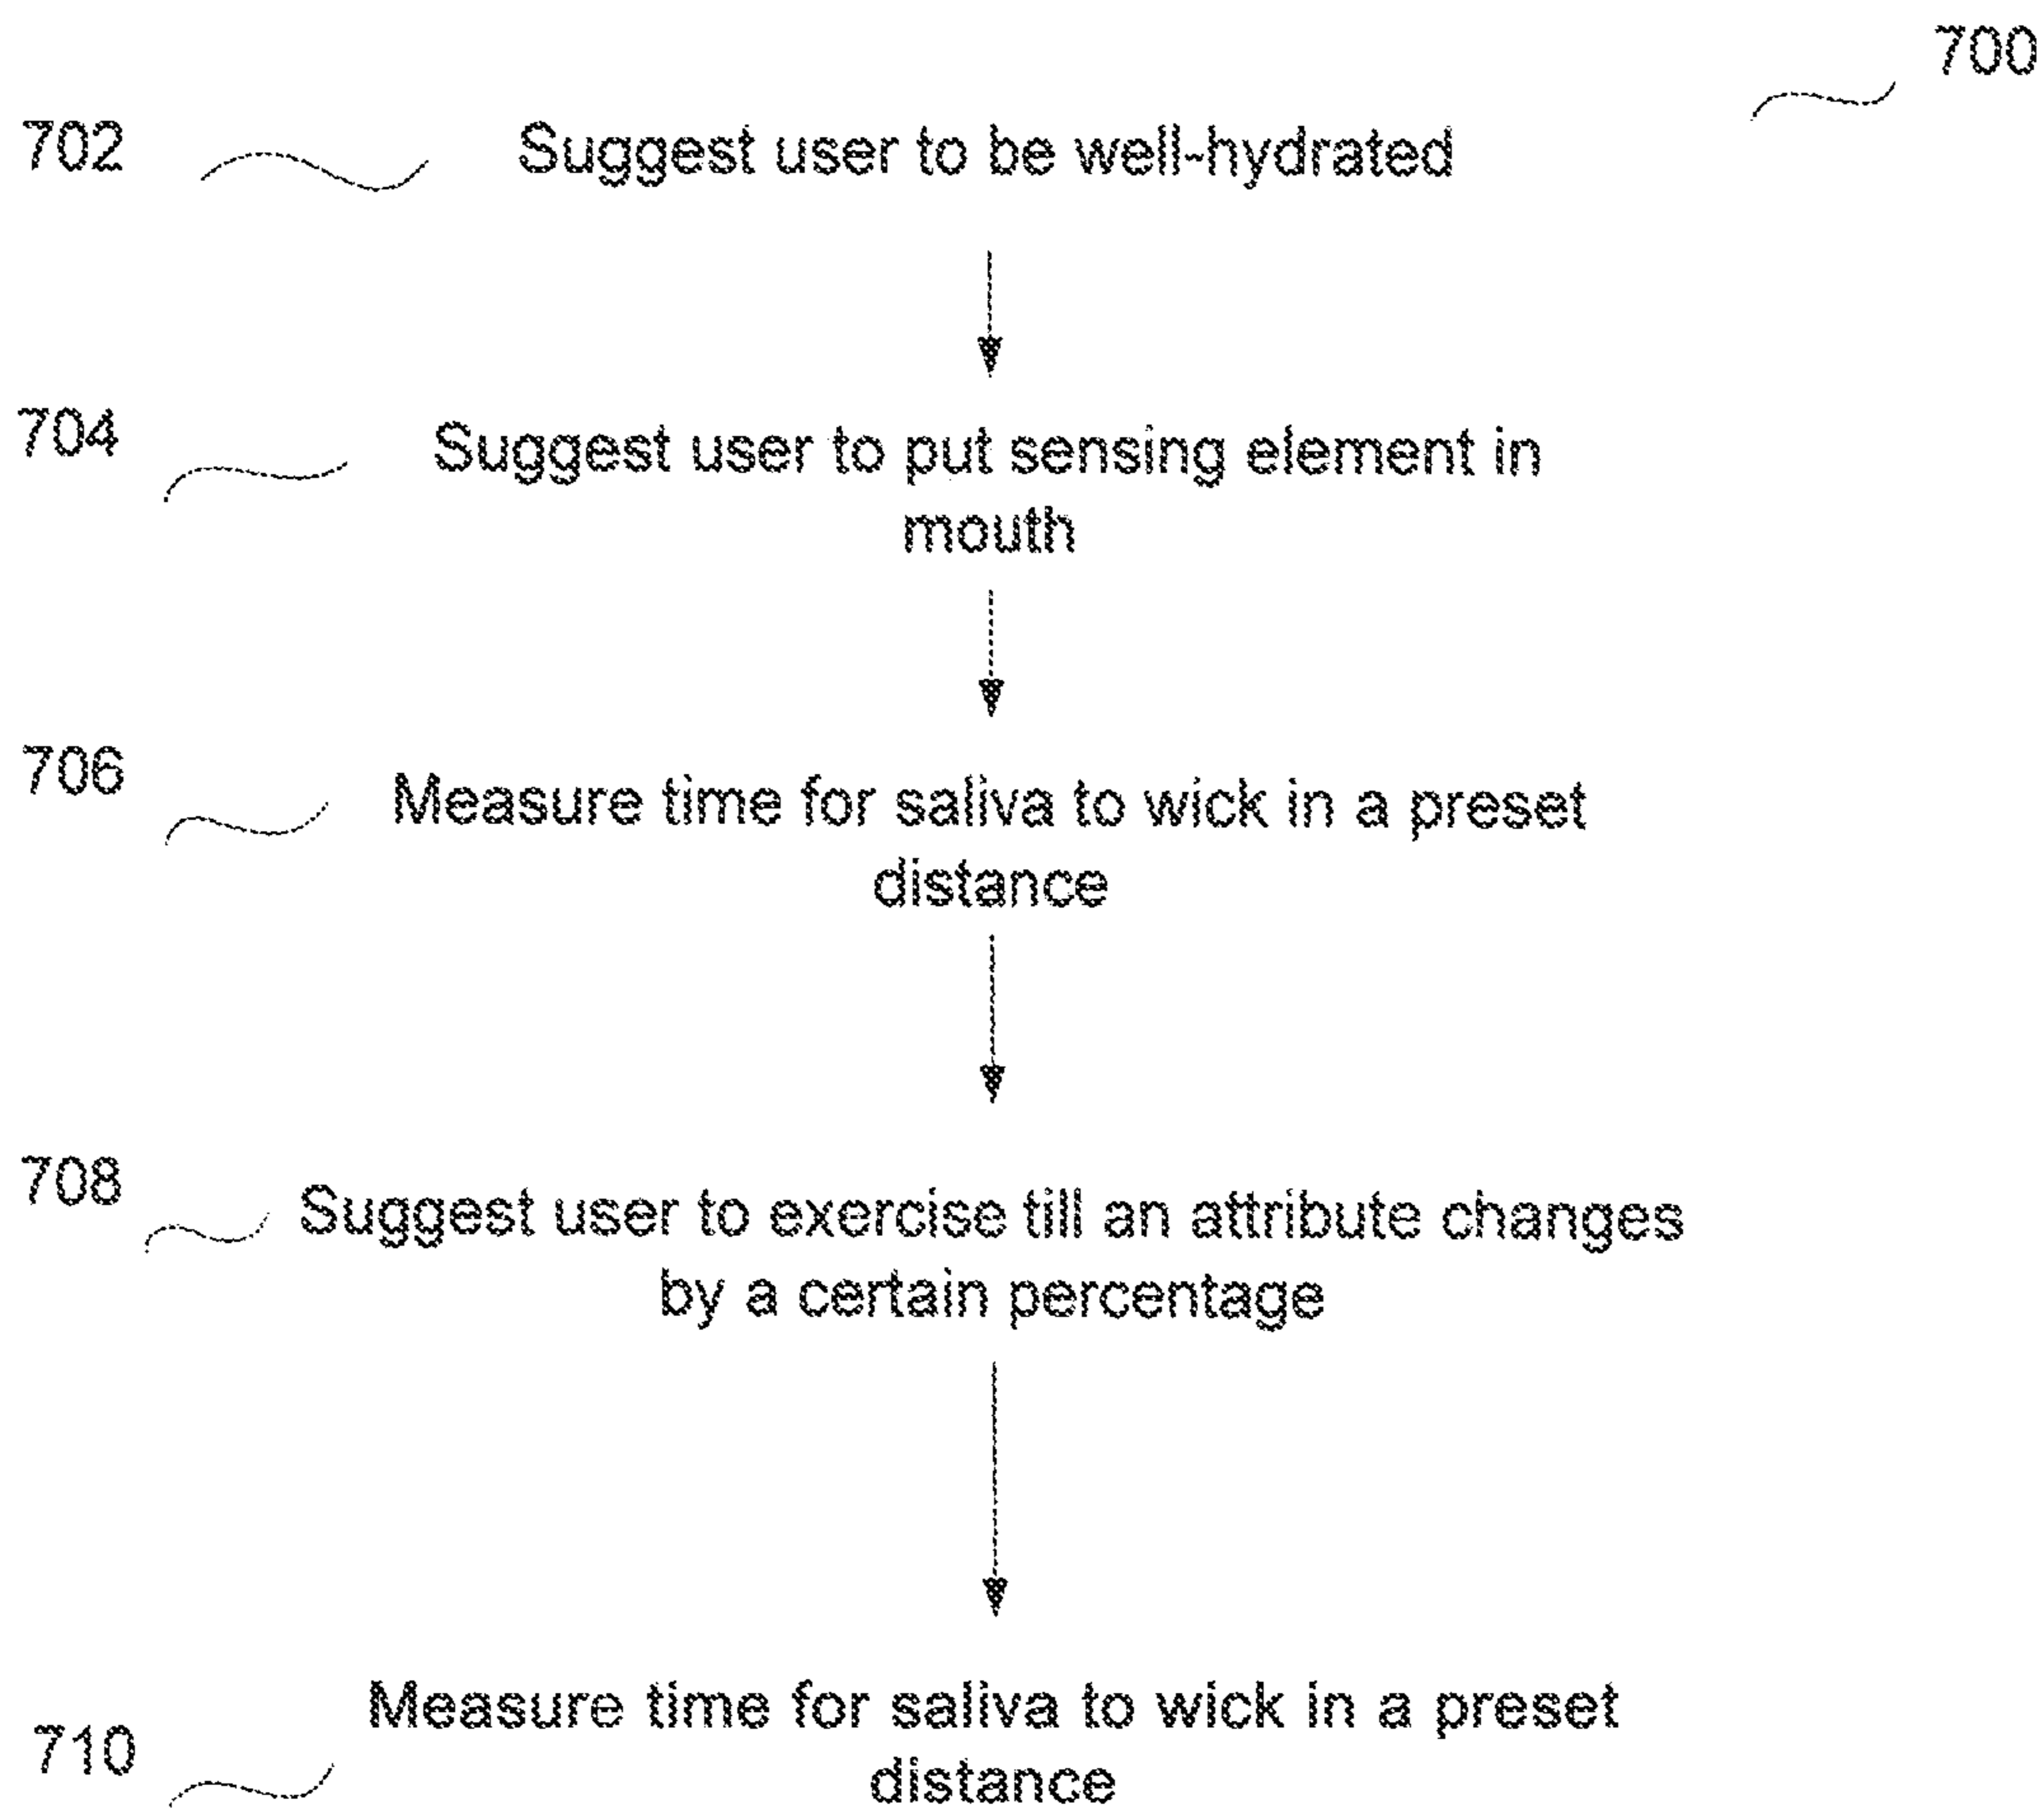 700
702 Suggest user to be well-hydrated
704 Suggest user to put sensing element in
mouth
706 Measure time for saliva to wick in a preset
distance
708 Suggest user to exercise till an attribute changes
by a certain percentage
710 Measure time for saliva to wick in a preset
distance